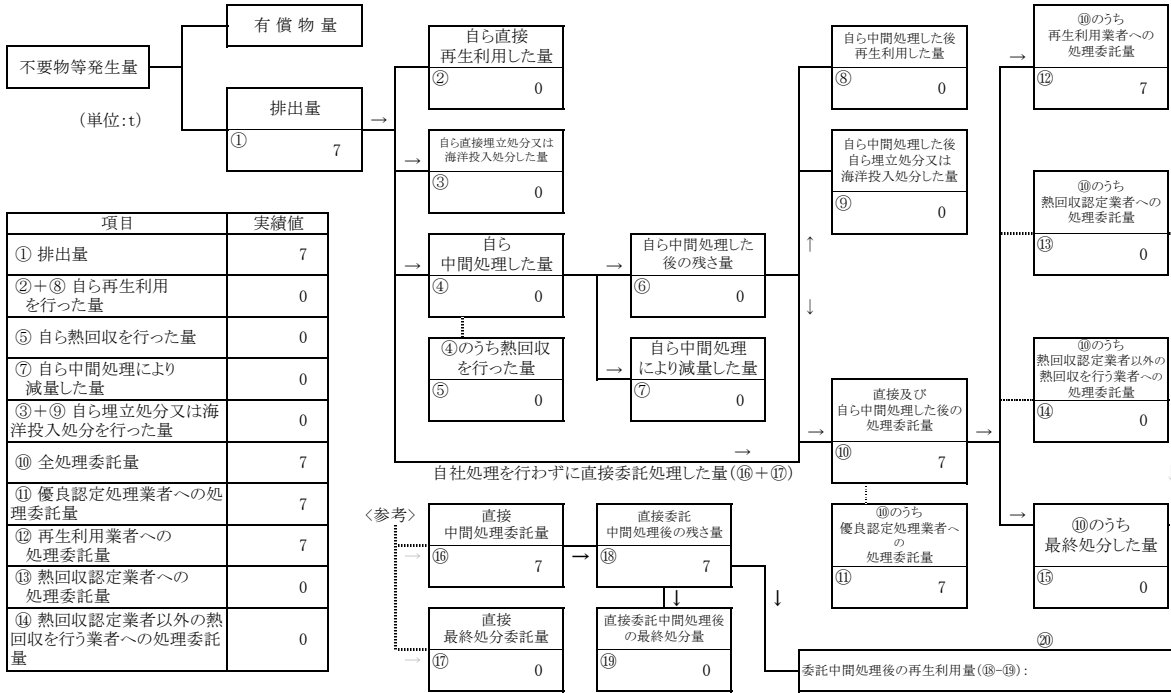 不要物等発生量
(単位:t)
有 償 物 量
排出量
① 7
→
自ら直接
再生利用した量
② 0
→
自ら直接埋立処分又は
海洋投入処分した量
③ 0
→
自ら
中間処理した量
④ 0
④のうち熱回収
を行った量
⑤ 0
→
自ら中間処理した
後の残さ量
⑥ 0
→
自ら中間処理
により減量した量
⑦ 0
自ら中間処理した後
再生利用した量
⑧ 0
自ら中間処理した後
自ら埋立処分又は
海洋投入処分した量
⑨ 0
↑
↓
→
自社処理を行わずに直接委託処理した量(⑯+⑰)
→
直接及び
自ら中間処理した後の
処理委託量
⑩ 7
⑩のうち
優良認定処理業者へ
の
処理委託量
⑪ 7
→
→
⑩のうち
再生利用業者への
処理委託量
⑫ 7
⑩のうち
熱回収認定業者への
処理委託量
⑬ 0
⑩のうち
熱回収認定業者以外の
熱回収を行う業者への
処理委託量
⑭ 0
→
⑩のうち
最終処分した量
⑮ 0
項目 実績値
① 排出量 7
②+⑧ 自ら再生利用
を行った量 0
⑤ 自ら熱回収を行った量 0
⑦ 自ら中間処理により
減量した量 0
③+⑨ 自ら埋立処分又は海
洋投入処分を行った量 0
⑩ 全処理委託量 7
⑪ 優良認定処理業者への処
理委託量 7
⑫ 再生利用業者への
処理委託量 7
⑬ 熱回収認定業者への
処理委託量 0
⑭ 熱回収認定業者以外の熱
回収を行う業者への処理委託
量 0
〈参考〉
→
直接
中間処理委託量
⑯ 7
→
直接
最終処分委託量
⑰ 0
→
直接委託
中間処理後の残さ量
⑱ 7
↓
↓
直接委託中間処理後
の最終処分量
⑲ 0
⑳
委託中間処理後の再生利用量(⑱-⑲):